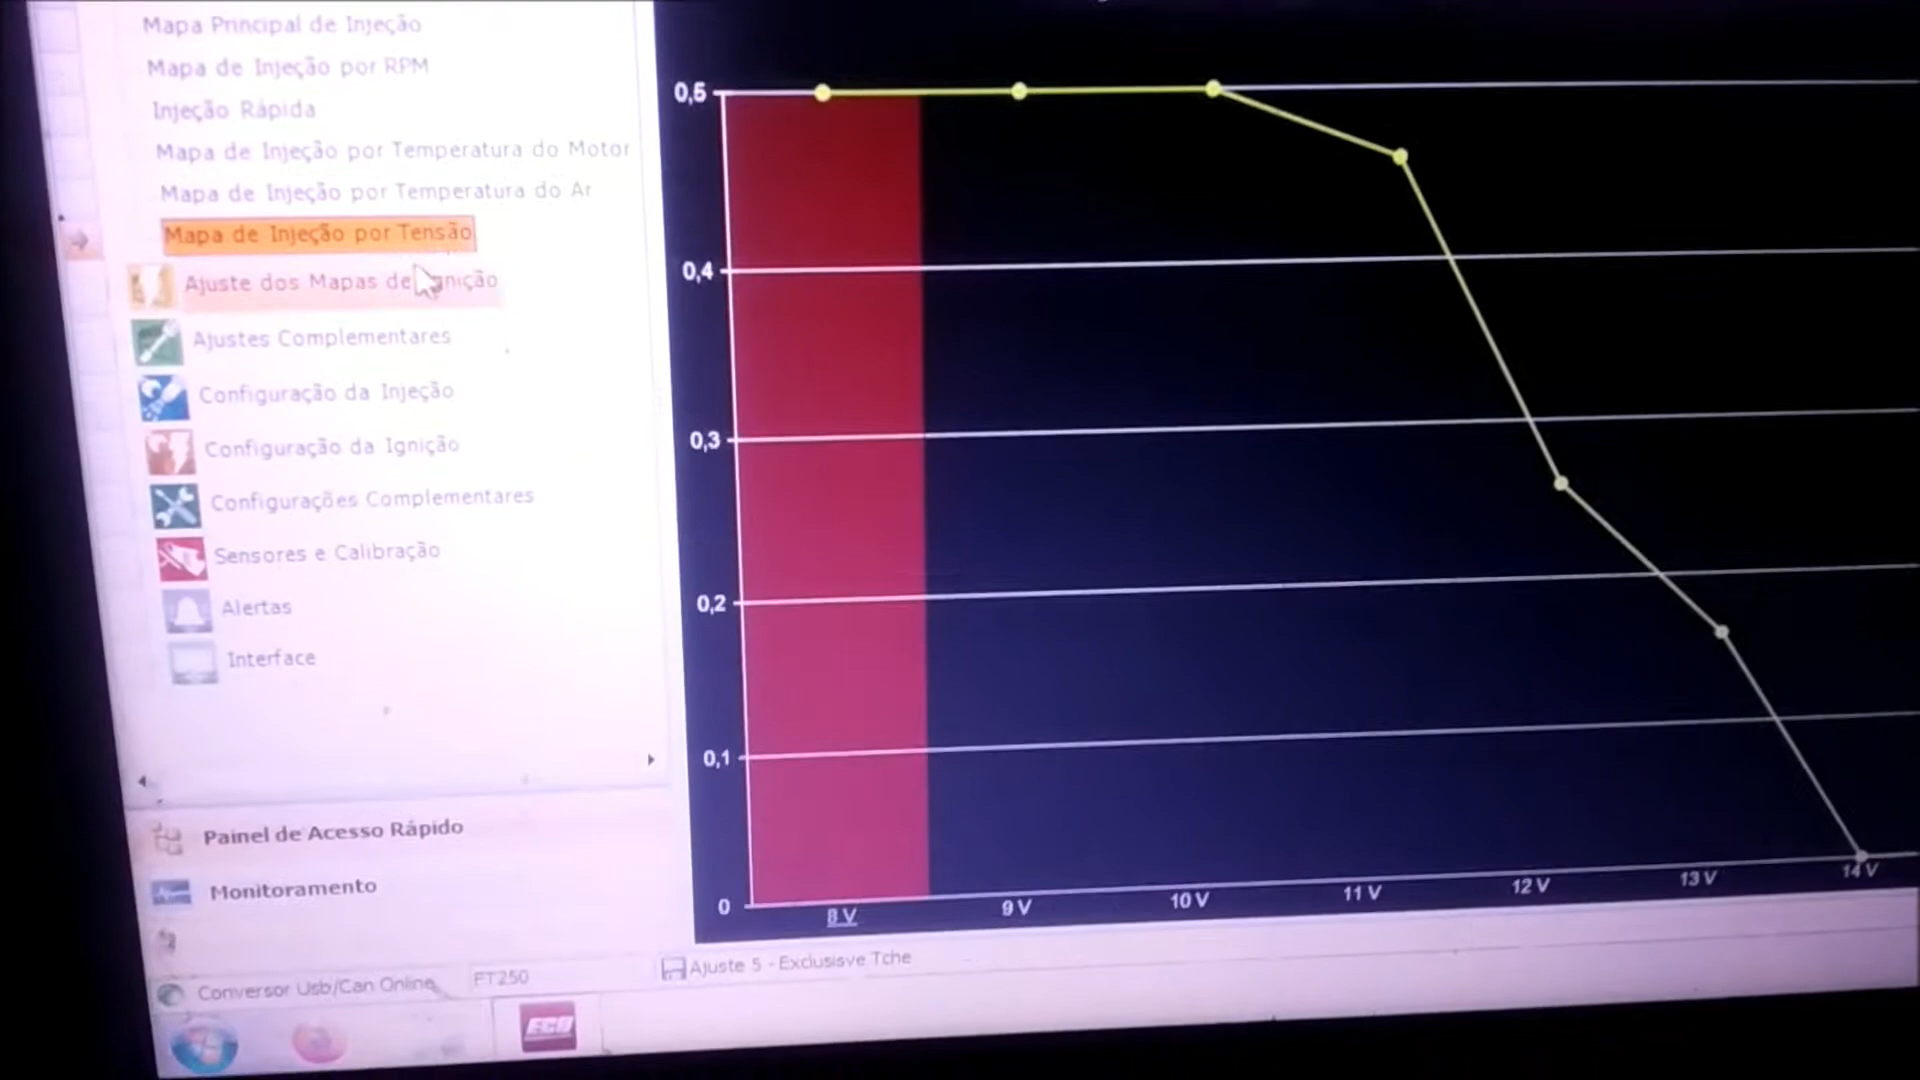 Mapa Principal de Injeção
Mapa de Injeção por RPM
Injeção Rápida
Mapa de Injeção por Temperatura do Motor
Mapa de Injeção por Temperatura do Ar
Mapa de Injeção por Tensão
Ajuste dos Mapas de Ignição
Ajustes Complementares
Configuração da Injeção
Configuração da Ignição
Configurações Complementares
Sensores e Calibração
Alertas
Interface
Painel de Acesso Rápido
Monitoramento
Conversor Usb/Can Online
FT250
Ajuste 5 - Exclusisve Tche
0,5
0,4
0,3
0,2
0,1
0
8 V
9 V
10 V
11 V
12 V
13 V
14 V